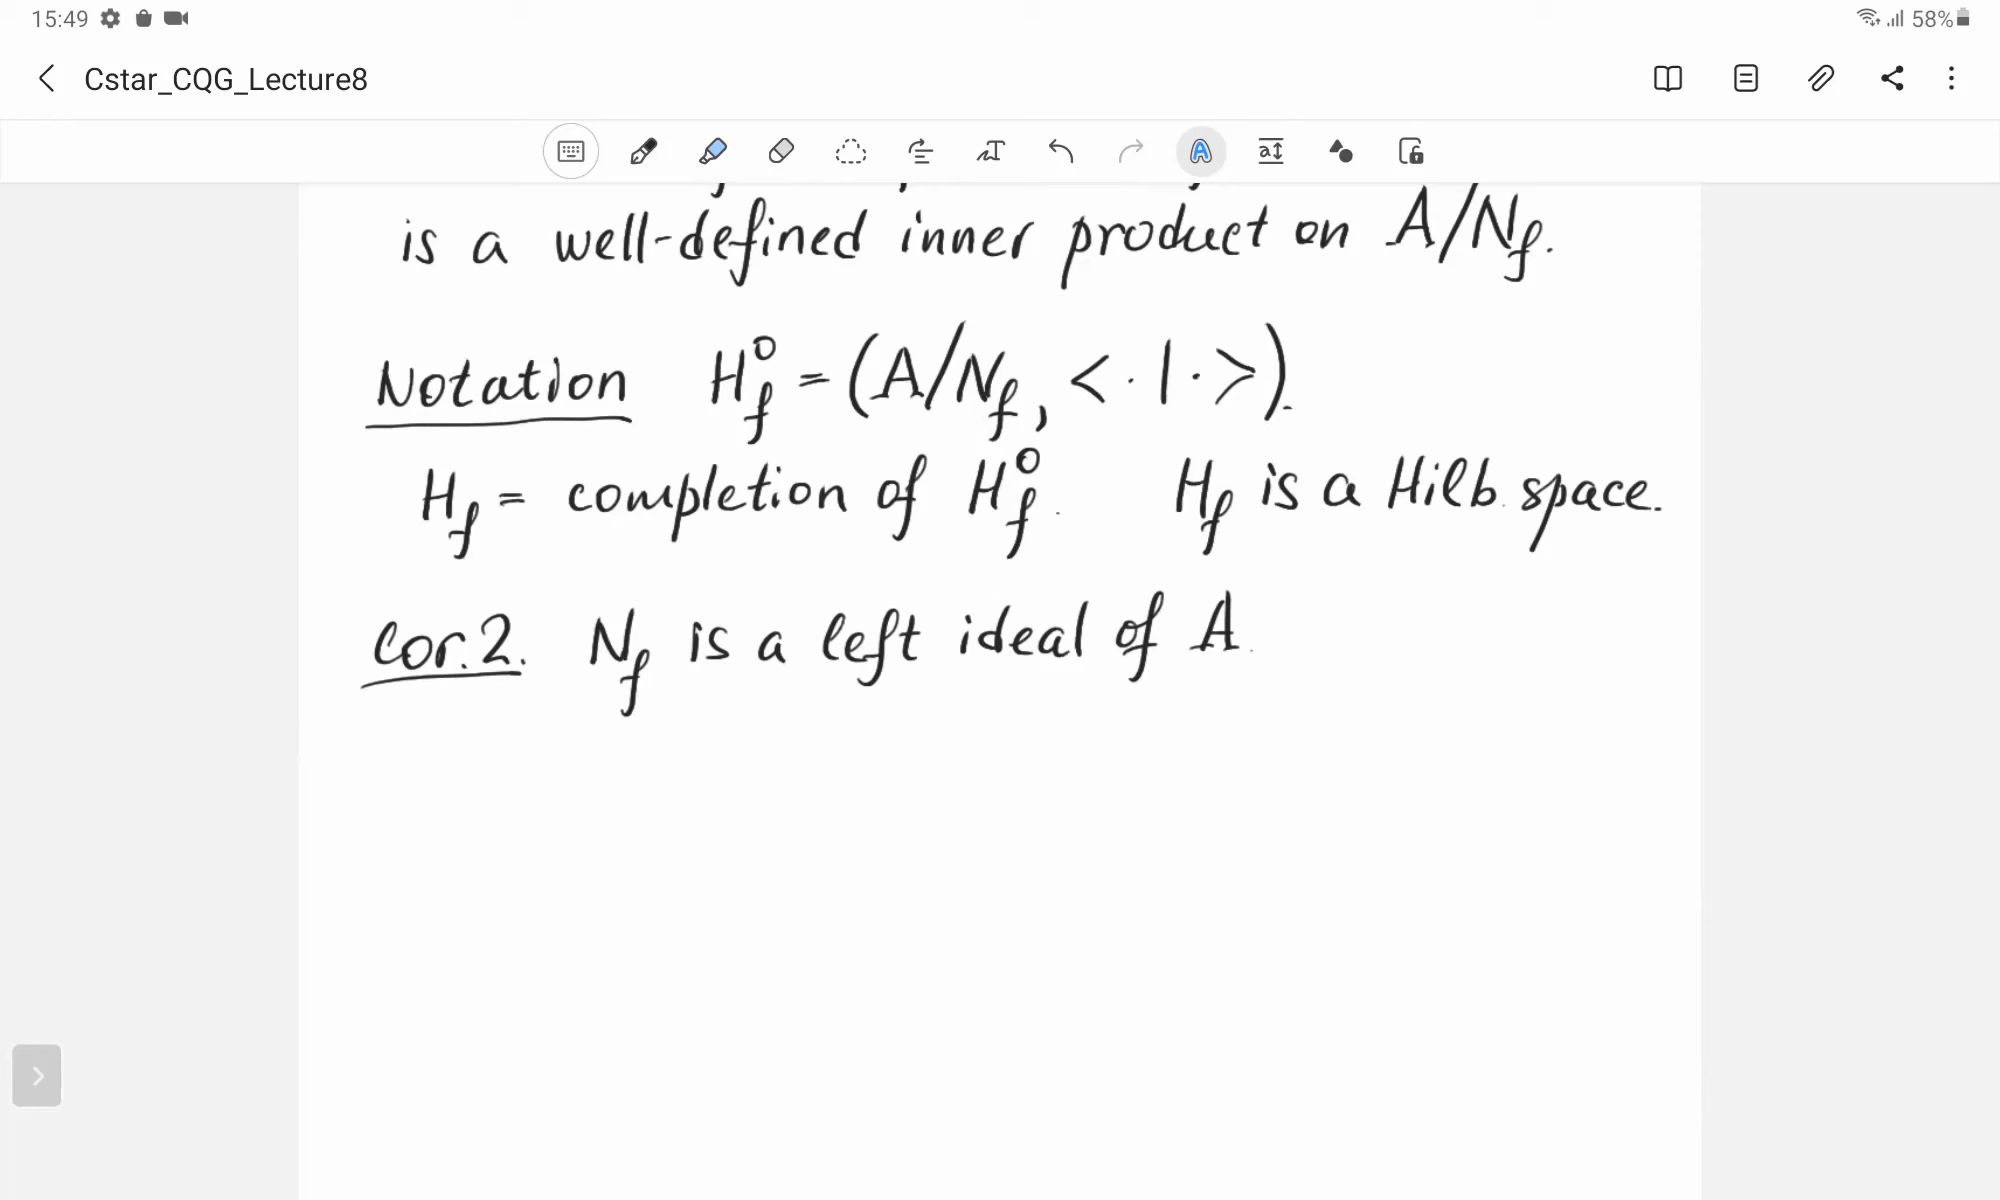 15:49 58%
Cstar_CQG_Lecture8
is a well-defined inner product on A/N_f.
Notation H_f^0 = (A/N_f, <·|·>).
H_f = completion of H_f^0. H_f is a Hilb. space.
Cor. 2. N_f is a left ideal of A.